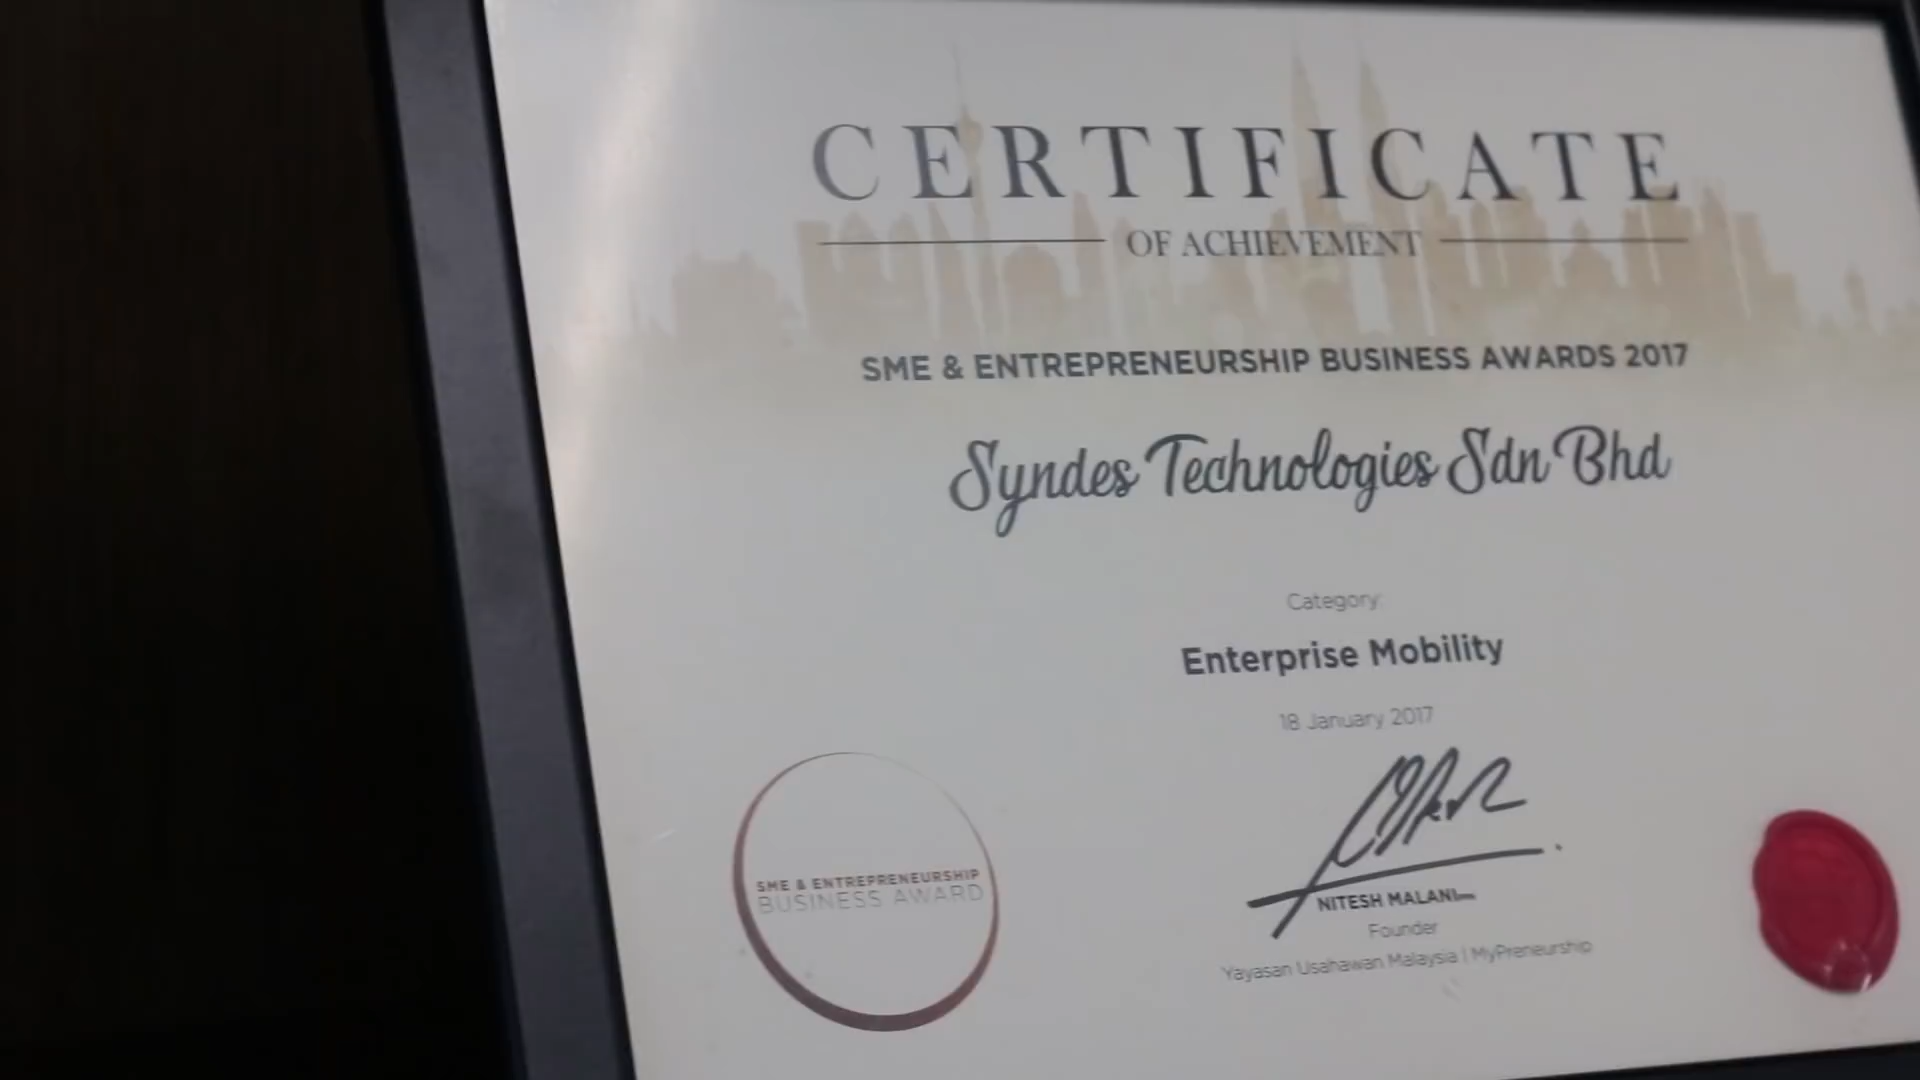 CERTIFICATE
OF ACHIEVEMENT
SME & ENTREPRENEURSHIP BUSINESS AWARDS 2017
Syndes Technologies Sdn Bhd
Category:
Enterprise Mobility
18 January 2017
SME & ENTREPRENEURSHIP
BUSINESS AWARD
NITESH MALANI
Founder
Yayasan Usahawan Malaysia | MyPreneurship